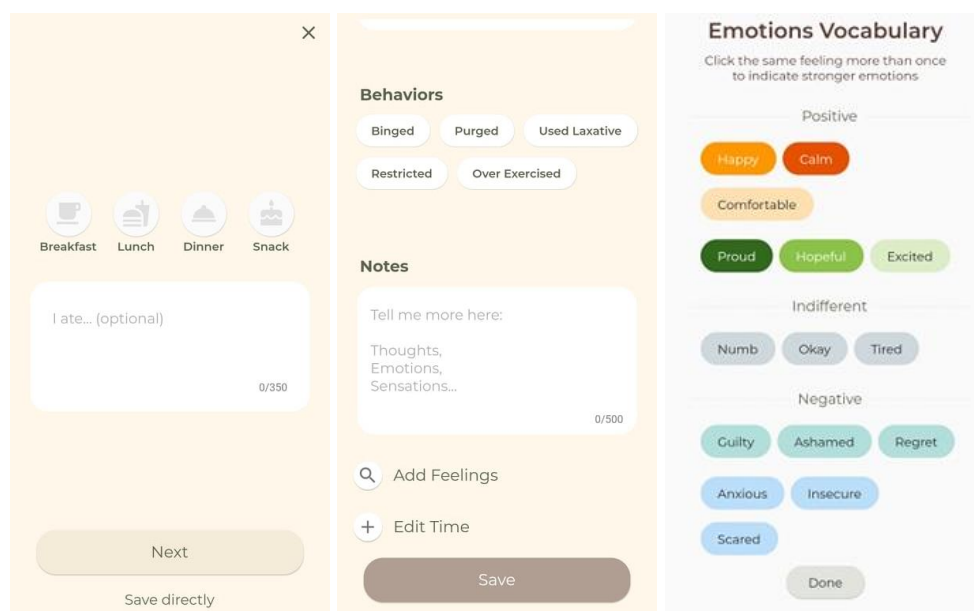 Breakfast Lunch Dinner Snack
I ate... (optional)
0/350
Next
Save directly
Behaviors
Binged Purged Used Laxative
Restricted Over Exercised
Notes
Tell me more here:
Thoughts,
Emotions,
Sensations...
0/500
Add Feelings
Edit Time
Save
Emotions Vocabulary
Click the same feeling more than once
to indicate stronger emotions
Positive
Happy Calm
Comfortable
Proud Hopeful Excited
Indifferent
Numb Okay Tired
Negative
Guilty Ashamed Regret
Anxious Insecure
Scared
Done